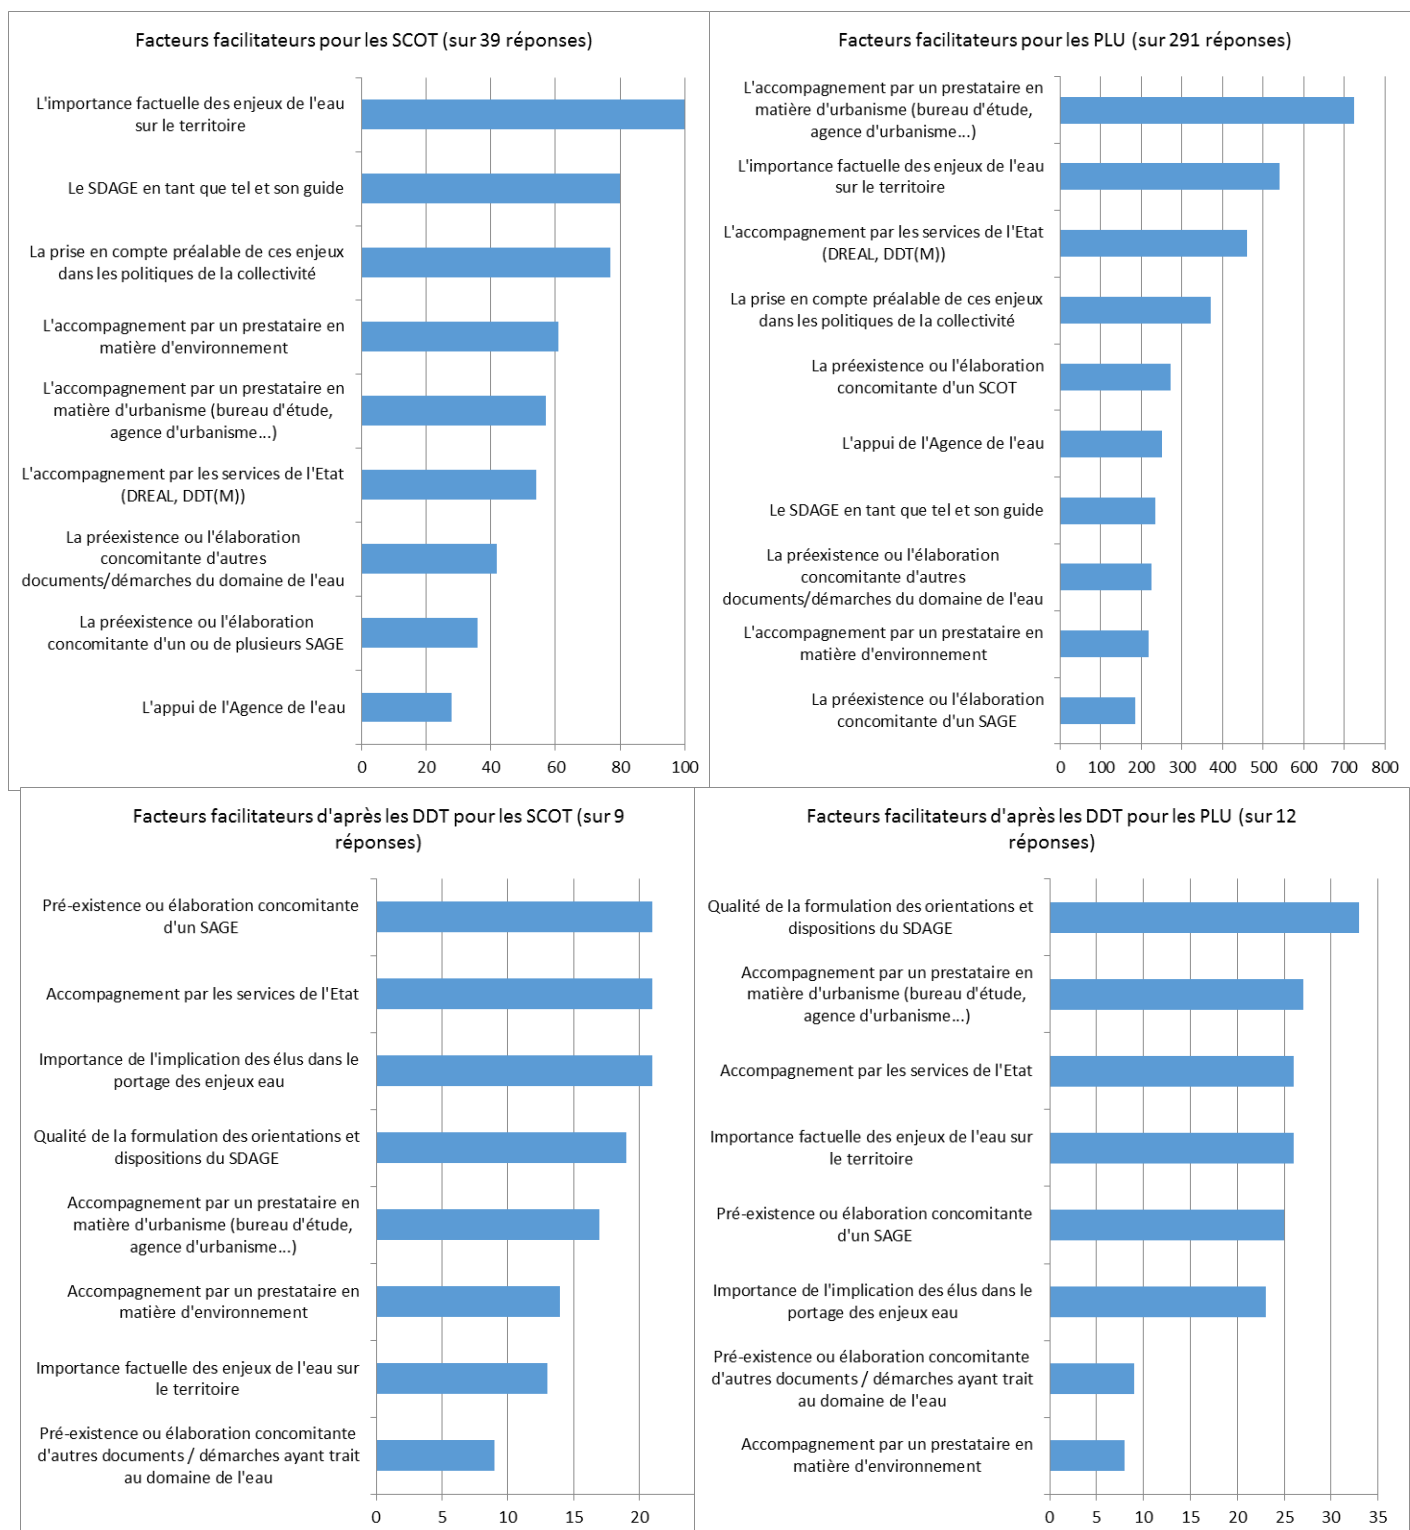 Facteurs facilitateurs pour les SCOT (sur 39 réponses)
L'importance factuelle des enjeux de l'eau
sur le territoire
Le SDAGE en tant que tel et son guide
La prise en compte préalable de ces enjeux
dans les politiques de la collectivité
L'accompagnement par un prestataire en
matière d'environnement
L'accompagnement par un prestataire en
matière d'urbanisme (bureau d'étude,
agence d'urbanisme...)
L'accompagnement par les services de l'Etat
(DREAL, DDT(M))
La préexistence ou l'élaboration
concomitante d'autres
documents/démarches du domaine de l'eau
La préexistence ou l'élaboration
concomitante d'un ou de plusieurs SAGE
L'appui de l'Agence de l'eau
0 20 40 60 80 100
Facteurs facilitateurs pour les PLU (sur 291 réponses)
L'accompagnement par un prestataire en
matière d'urbanisme (bureau d'étude,
agence d'urbanisme...)
L'importance factuelle des enjeux de l'eau
sur le territoire
L'accompagnement par les services de l'Etat
(DREAL, DDT(M))
La prise en compte préalable de ces enjeux
dans les politiques de la collectivité
La préexistence ou l'élaboration
concomitante d'un SCOT
L'appui de l'Agence de l'eau
Le SDAGE en tant que tel et son guide
La préexistence ou l'élaboration
concomitante d'autres
documents/démarches du domaine de l'eau
L'accompagnement par un prestataire en
matière d'environnement
La préexistence ou l'élaboration
concomitante d'un SAGE
0 100 200 300 400 500 600 700 800
Facteurs facilitateurs d'après les DDT pour les SCOT (sur 9
réponses)
Pré-existence ou élaboration concomitante
d'un SAGE
Accompagnement par les services de l'Etat
Importance de l'implication des élus dans le
portage des enjeux eau
Qualité de la formulation des orientations et
dispositions du SDAGE
Accompagnement par un prestataire en
matière d'urbanisme (bureau d'étude,
agence d'urbanisme...)
Accompagnement par un prestataire en
matière d'environnement
Importance factuelle des enjeux de l'eau sur
le territoire
Pré-existence ou élaboration concomitante
d'autres documents / démarches ayant trait
au domaine de l'eau
0 5 10 15 20
Facteurs facilitateurs d'après les DDT pour les PLU (sur 12
réponses)
Qualité de la formulation des orientations et
dispositions du SDAGE
Accompagnement par un prestataire en
matière d'urbanisme (bureau d'étude,
agence d'urbanisme...)
Accompagnement par les services de l'Etat
Importance factuelle des enjeux de l'eau sur
le territoire
Pré-existence ou élaboration concomitante
d'un SAGE
Importance de l'implication des élus dans le
portage des enjeux eau
Pré-existence ou élaboration concomitante
d'autres documents / démarches ayant trait
au domaine de l'eau
Accompagnement par un prestataire en
matière d'environnement
0 5 10 15 20 25 30 35